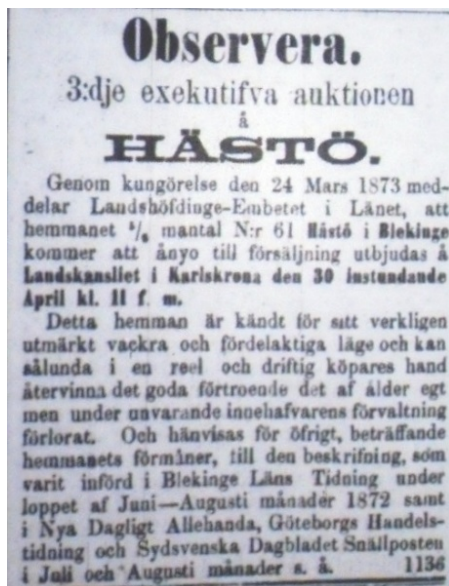 Observera.
3:dje exekutifva auktionen
å
HÄSTÖ.
Genom kungörelse den 24 Mars 1873 med-
delar Landshöfdinge-Embetet i Länet, att
hemmanet mantal N:r 61 Hästö i Blekinge
kommer att ånyo till försäljning utbjudas å
Landskansliet i Karlskrona den 30 instundande
April kl. 11 f. m.
Detta hemman är kändt för sitt verkligen
utmärkt vackra och fördelaktiga läge och kan
sålunda i en reel och driftig köpares hand
återvinna det goda förtroende det af ålder egt
men under nuvarande innehafvarens förvaltning
förlorat. Och hänvisas för öfrigt, beträffande
hemmanets förmåner, till den beskrifning, som
varit införd i Blekinge Läns Tidning under
loppet af Juni—Augusti månader 1872 samt
i Nya Dagligt Allehanda, Göteborgs Handels-
tidning och Sydsvenska Dagbladet Snällposten
i Juli och Augusti månader s. å. 1136